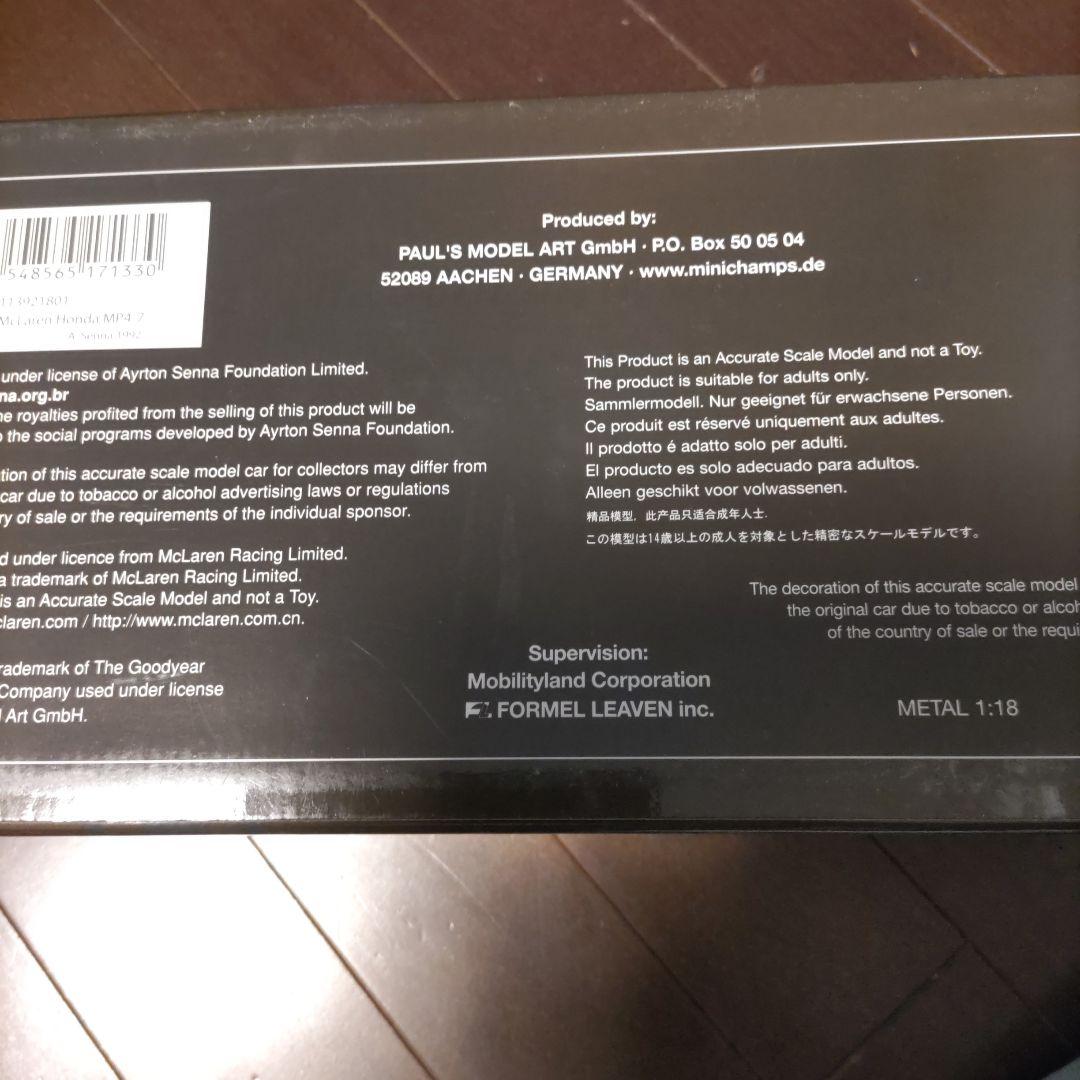 Produced by:
PAUL'S MODEL ART GmbH · P.O. Box 50 05 04
52089 AACHEN · GERMANY · www.minichamps.de
548565 171330
113921801
McLaren Honda MP4/7
A. Senna 1992
under license of Ayrton Senna Foundation Limited.
na.org.br
he royalties profited from the selling of this product will be
o the social programs developed by Ayrton Senna Foundation.
tion of this accurate scale model car for collectors may differ from
car due to tobacco or alcohol advertising laws or regulations
ry of sale or the requirements of the individual sponsor.
d under licence from McLaren Racing Limited.
a trademark of McLaren Racing Limited.
is an Accurate Scale Model and not a Toy.
claren.com / http://www.mclaren.com.cn.
rademark of The Goodyear
Company used under license
l Art GmbH.
This Product is an Accurate Scale Model and not a Toy.
The product is suitable for adults only.
Sammlermodell. Nur geeignet für erwachsene Personen.
Ce produit est réservé uniquement aux adultes.
Il prodotto é adatto solo per adulti.
El producto es solo adecuado para adultos.
Alleen geschikt voor volwassenen.
精品模型，此产品只适合成年人士.
この模型は14歳以上の成人を対象とした精密なスケールモデルです。
The decoration of this accurate scale model
the original car due to tobacco or alcoh
of the country of sale or the requi
Supervision:
Mobilityland Corporation
FORMEL LEAVEN inc.
METAL 1:18